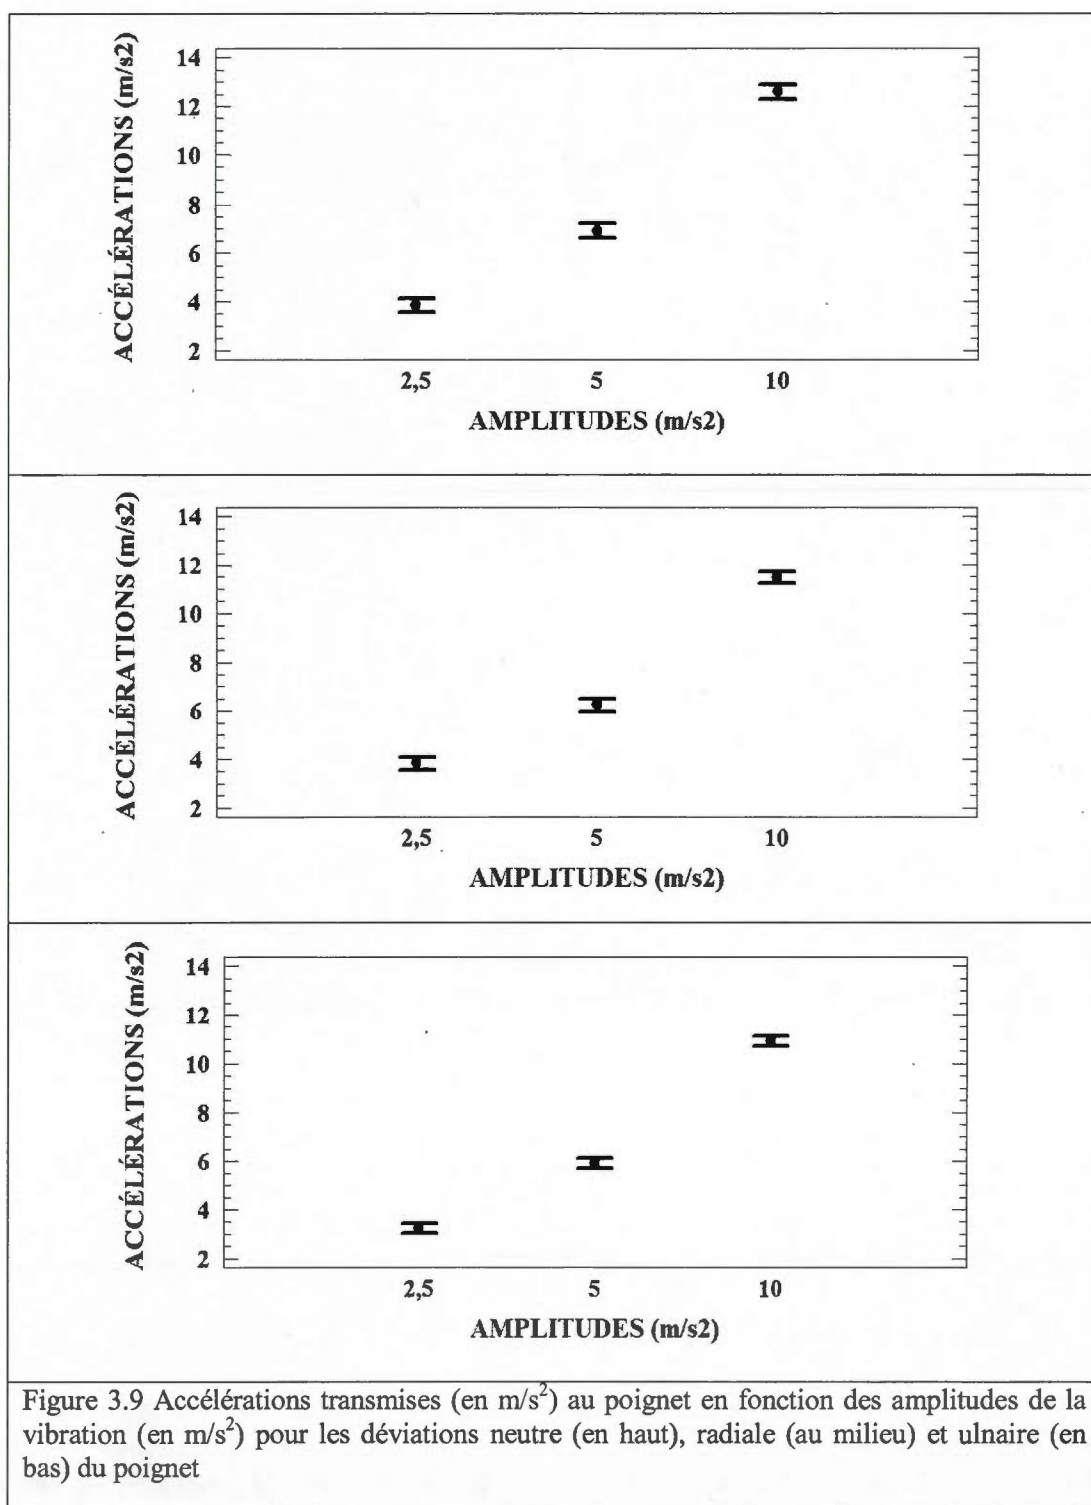 ACCÉLÉRATIONS (m/s2)
14
12
10
8
6
4
2
2,5 5 10
AMPLITUDES (m/s2)
ACCÉLÉRATIONS (m/s2)
14
12
10
8
6
4
2
2,5 5 10
AMPLITUDES (m/s2)
ACCÉLÉRATIONS (m/s2)
14
12
10
8
6
4
2
2,5 5 10
AMPLITUDES (m/s2)
Figure 3.9 Accélérations transmises (en m/s²) au poignet en fonction des amplitudes de la
vibration (en m/s²) pour les déviations neutre (en haut), radiale (au milieu) et ulnaire (en
bas) du poignet